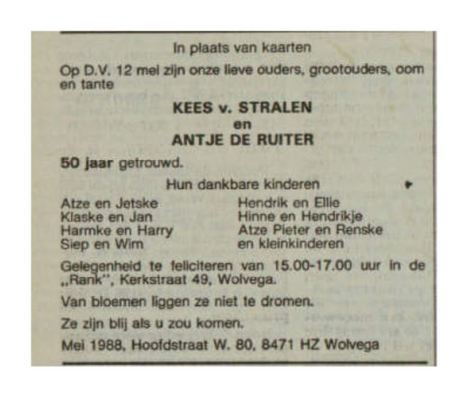 In plaats van kaarten
Op D.V. 12 mei zijn onze lieve ouders, grootouders, oom
en tante
KEES v. STRALEN
en
ANTJE DE RUITER
50 jaar getrouwd.
Hun dankbare kinderen
Atze en Jetske Hendrik en Ellie
Klaske en Jan Hinne en Hendrikje
Harmke en Harry Atze Pieter en Renske
Siep en Wim en kleinkinderen
Gelegenheid te feliciteren van 15.00-17.00 uur in de
„Rank", Kerkstraat 49, Wolvega.
Van bloemen liggen ze niet te dromen.
Ze zijn blij als u zou komen.
Mei 1988, Hoofdstraat W. 80, 8471 HZ Wolvega